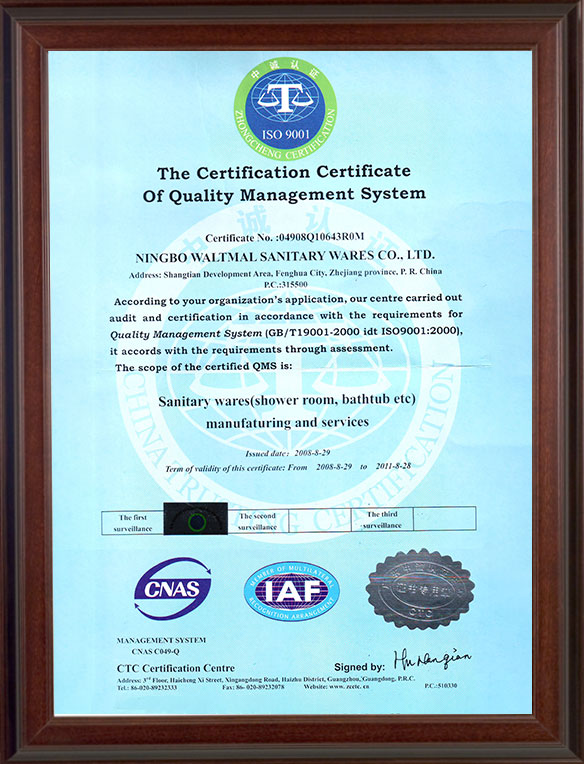 中诚认证
ISO 9001
ZHONGCHENG CERTIFICATION
The Certification Certificate
Of Quality Management System
Certificate No. :04908Q10643R0M
NINGBO WALTMAL SANITARY WARES CO., LTD.
Address: Shangtian Development Area, Fenghua City, Zhejiang province, P. R. China
P.C.:315500
According to your organization's application, our centre carried out
audit and certification in accordance with the requirements for
Quality Management System (GB/T19001-2000 idt ISO9001:2000),
it accords with the requirements through assessment.
The scope of the certified QMS is:
Sanitary wares(shower room, bathtub etc)
manufaturing and services
Issued date: 2008-8-29
Term of validity of this certificate: From 2008-8-29 to 2011-8-28
The first surveillance
The second surveillance
The third surveillance
CNAS
MEMBER OF MULTILATERAL
IAF
RECOGNITION ARRANGEMENT
CTC
MANAGEMENT SYSTEM
CNAS C049-Q
CTC Certification Centre
Signed by:
Address: 3rd Floor, Haicheng Xi Street, Xingangdong Road, Haizhu District, Guangzhou, Guangdong, P.R.C.
Tel.: 86-020-89232333 Fax: 86- 020-89232078 Website: www. zcctc. cn P.C.:510330